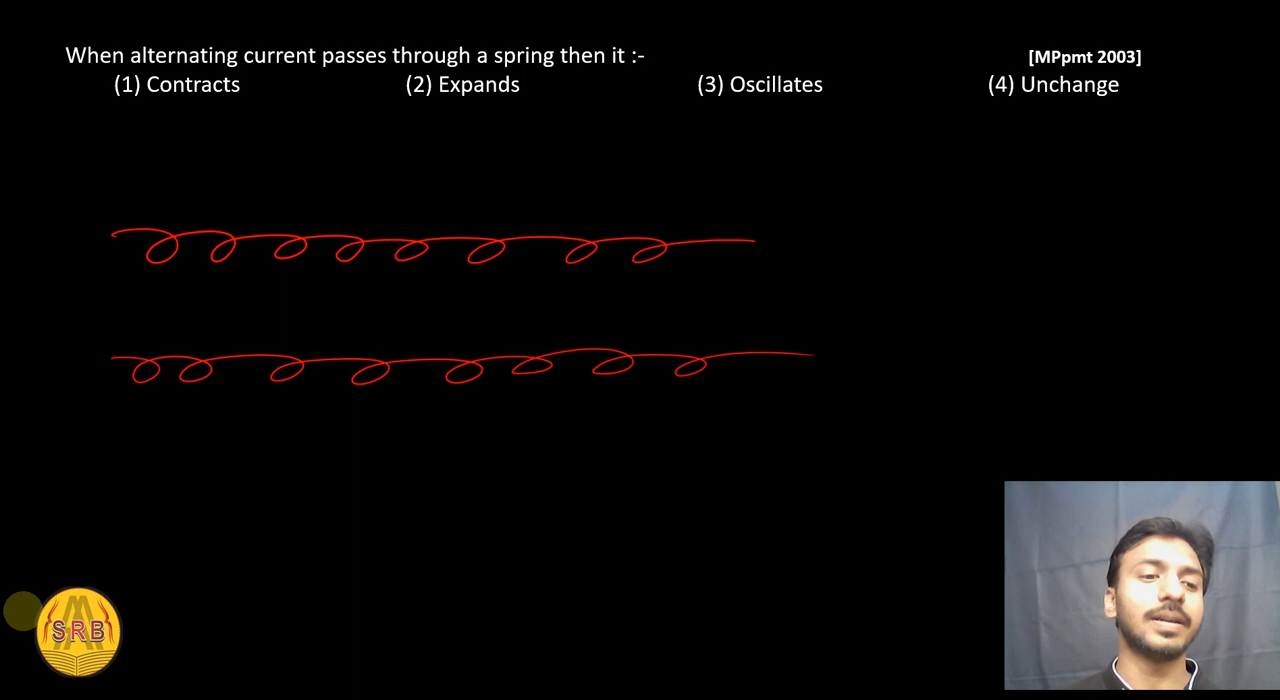 When alternating current passes through a spring then it :- [MPpmt 2003]
(1) Contracts (2) Expands (3) Oscillates (4) Unchange
SRB